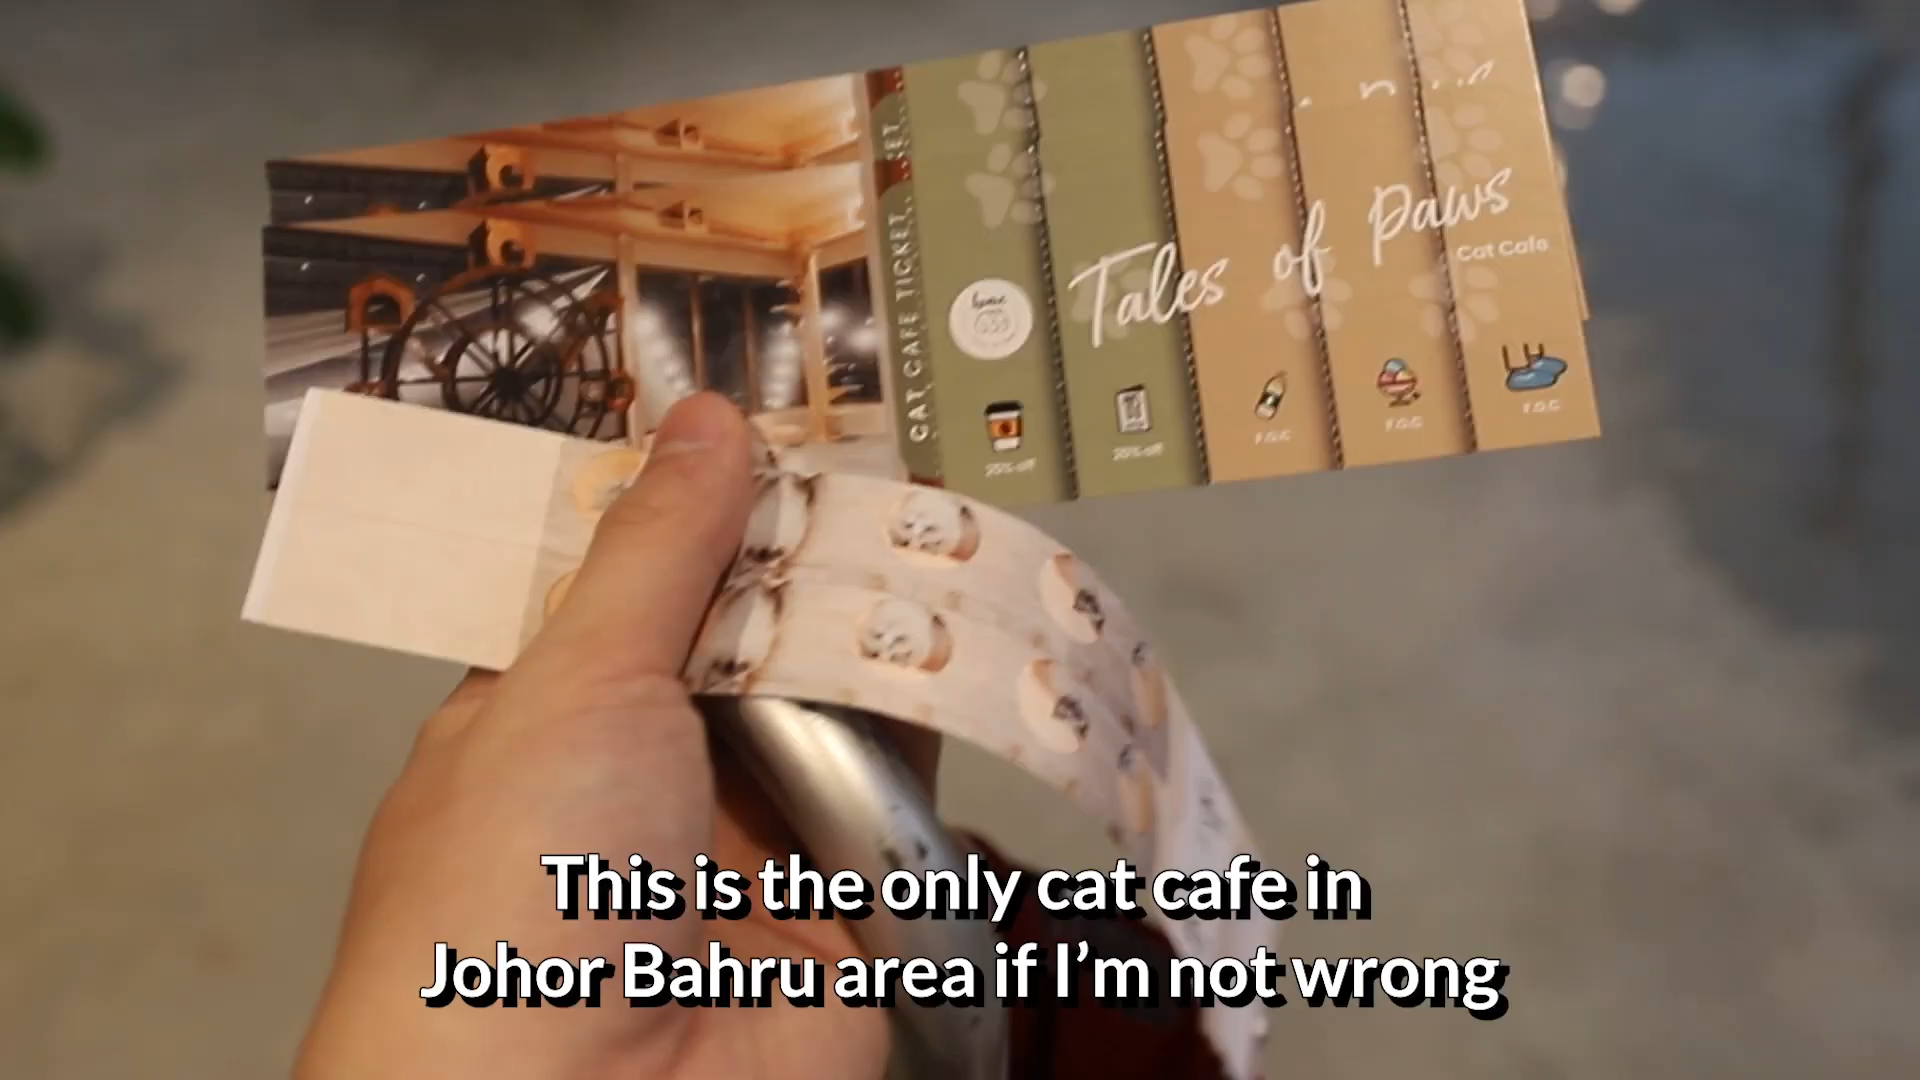 CAT CAFE TICKET
Tales of Paws
Cat Cafe
home
F.O.C
F.O.C
F.O.C
This is the only cat cafe in
Johor Bahru area if I'm not wrong